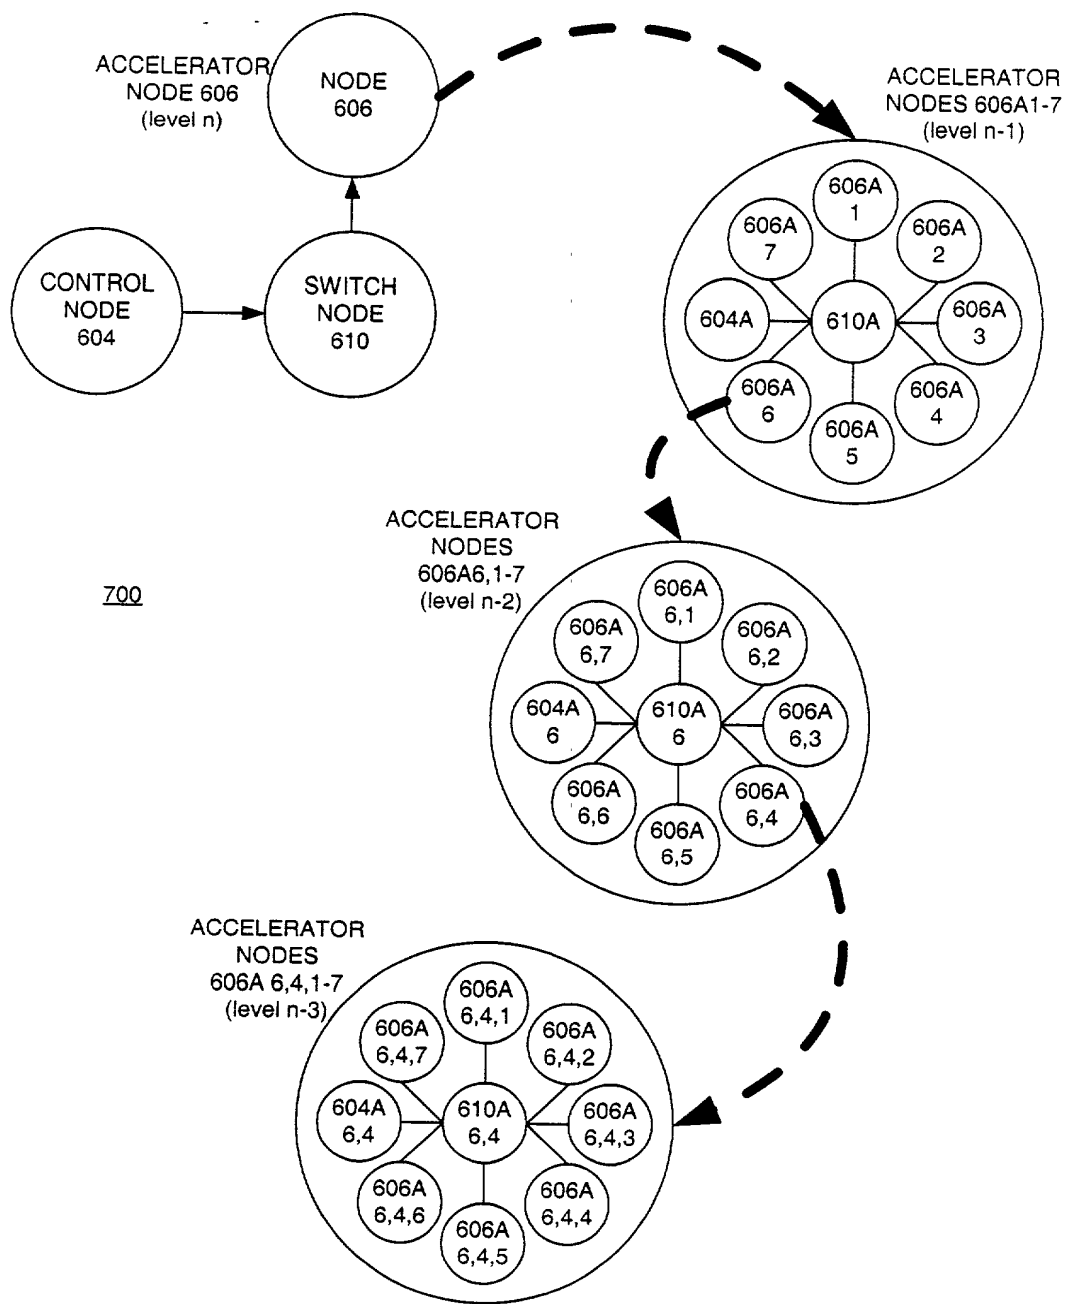 ACCELERATOR
NODE 606
(level n)
NODE
606
CONTROL
NODE
604
SWITCH
NODE
610
ACCELERATOR
NODES 606A1-7
(level n-1)
606A
1
606A
7
606A
2
604A
610A
606A
3
606A
6
606A
4
606A
5
700
ACCELERATOR
NODES
606A6,1-7
(level n-2)
606A
6,1
606A
6,7
606A
6,2
604A
6
610A
6
606A
6,3
606A
6,6
606A
6,4
606A
6,5
ACCELERATOR
NODES
606A 6,4,1-7
(level n-3)
606A
6,4,1
606A
6,4,7
606A
6,4,2
604A
6,4
610A
6,4
606A
6,4,3
606A
6,4,6
606A
6,4,4
606A
6,4,5